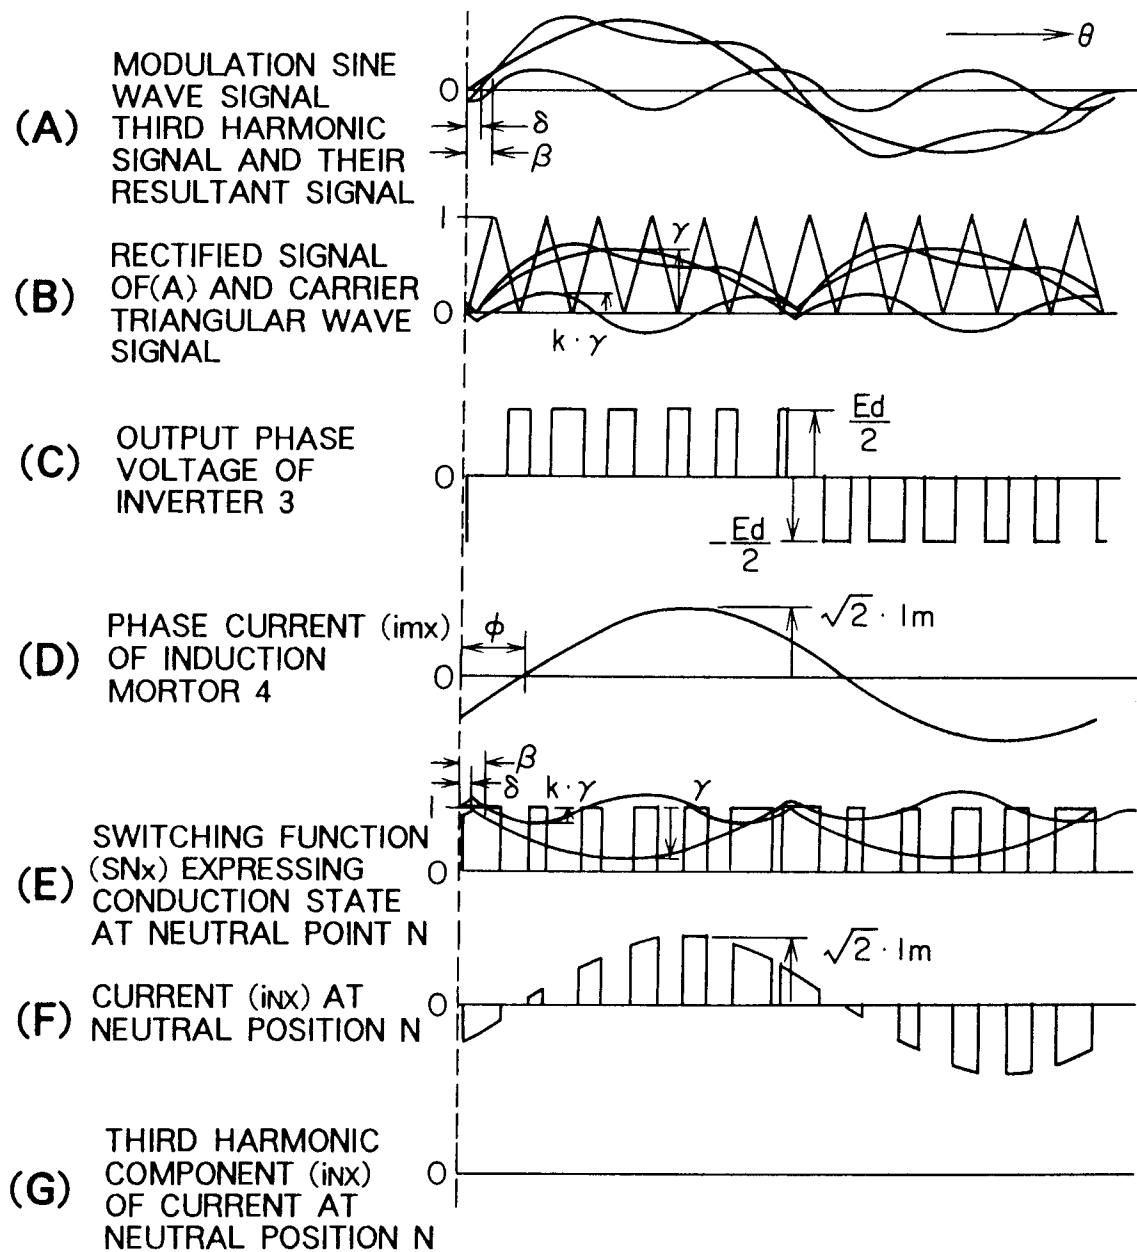 (A)
MODULATION SINE
WAVE SIGNAL
THIRD HARMONIC
SIGNAL AND THEIR
RESULTANT SIGNAL
0
δ
β
θ
(B)
RECTIFIED SIGNAL
OF(A) AND CARRIER
TRIANGULAR WAVE
SIGNAL
1
0
γ
k · γ
(C)
OUTPUT PHASE
VOLTAGE OF
INVERTER 3
0
Ed/2
-Ed/2
(D)
PHASE CURRENT (imx)
OF INDUCTION
MORTOR 4
0
ϕ
√2 · Im
(E)
SWITCHING FUNCTION
(SNx) EXPRESSING
CONDUCTION STATE
AT NEUTRAL POINT N
1
0
β
δ
k · γ
γ
(F)
CURRENT (iNX) AT
NEUTRAL POSITION N
0
√2 · Im
(G)
THIRD HARMONIC
COMPONENT (iNX)
OF CURRENT AT
NEUTRAL POSITION N
0